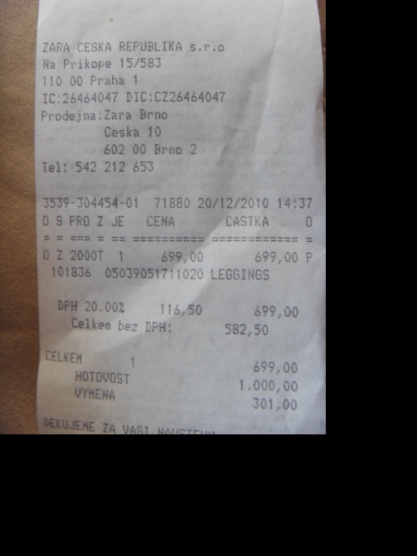 ZARA CESKA REPUBLIKA s.r.o
Na Prikope 15/583
110 00 Praha 1
IC:26464047 DIC:CZ26464047
Prodejna:Zara Brno
Ceska 10
602 00 Brno 2
Tel: 542 212 653
3539-304454-01 71880 20/12/2010 14:37
O S PRD Z JE CENA CASTKA O
= = === = == ========== ============ =
O Z 2000T 1 699,00 699,00 P
101836 05039051711020 LEGGINGS
DPH 20.00% 116,50 699,00
Celkem bez DPH: 582,50
CELKEM 1 699,00
HOTOVOST 1.000,00
VYMENA 301,00
DEKUJEME ZA VASI